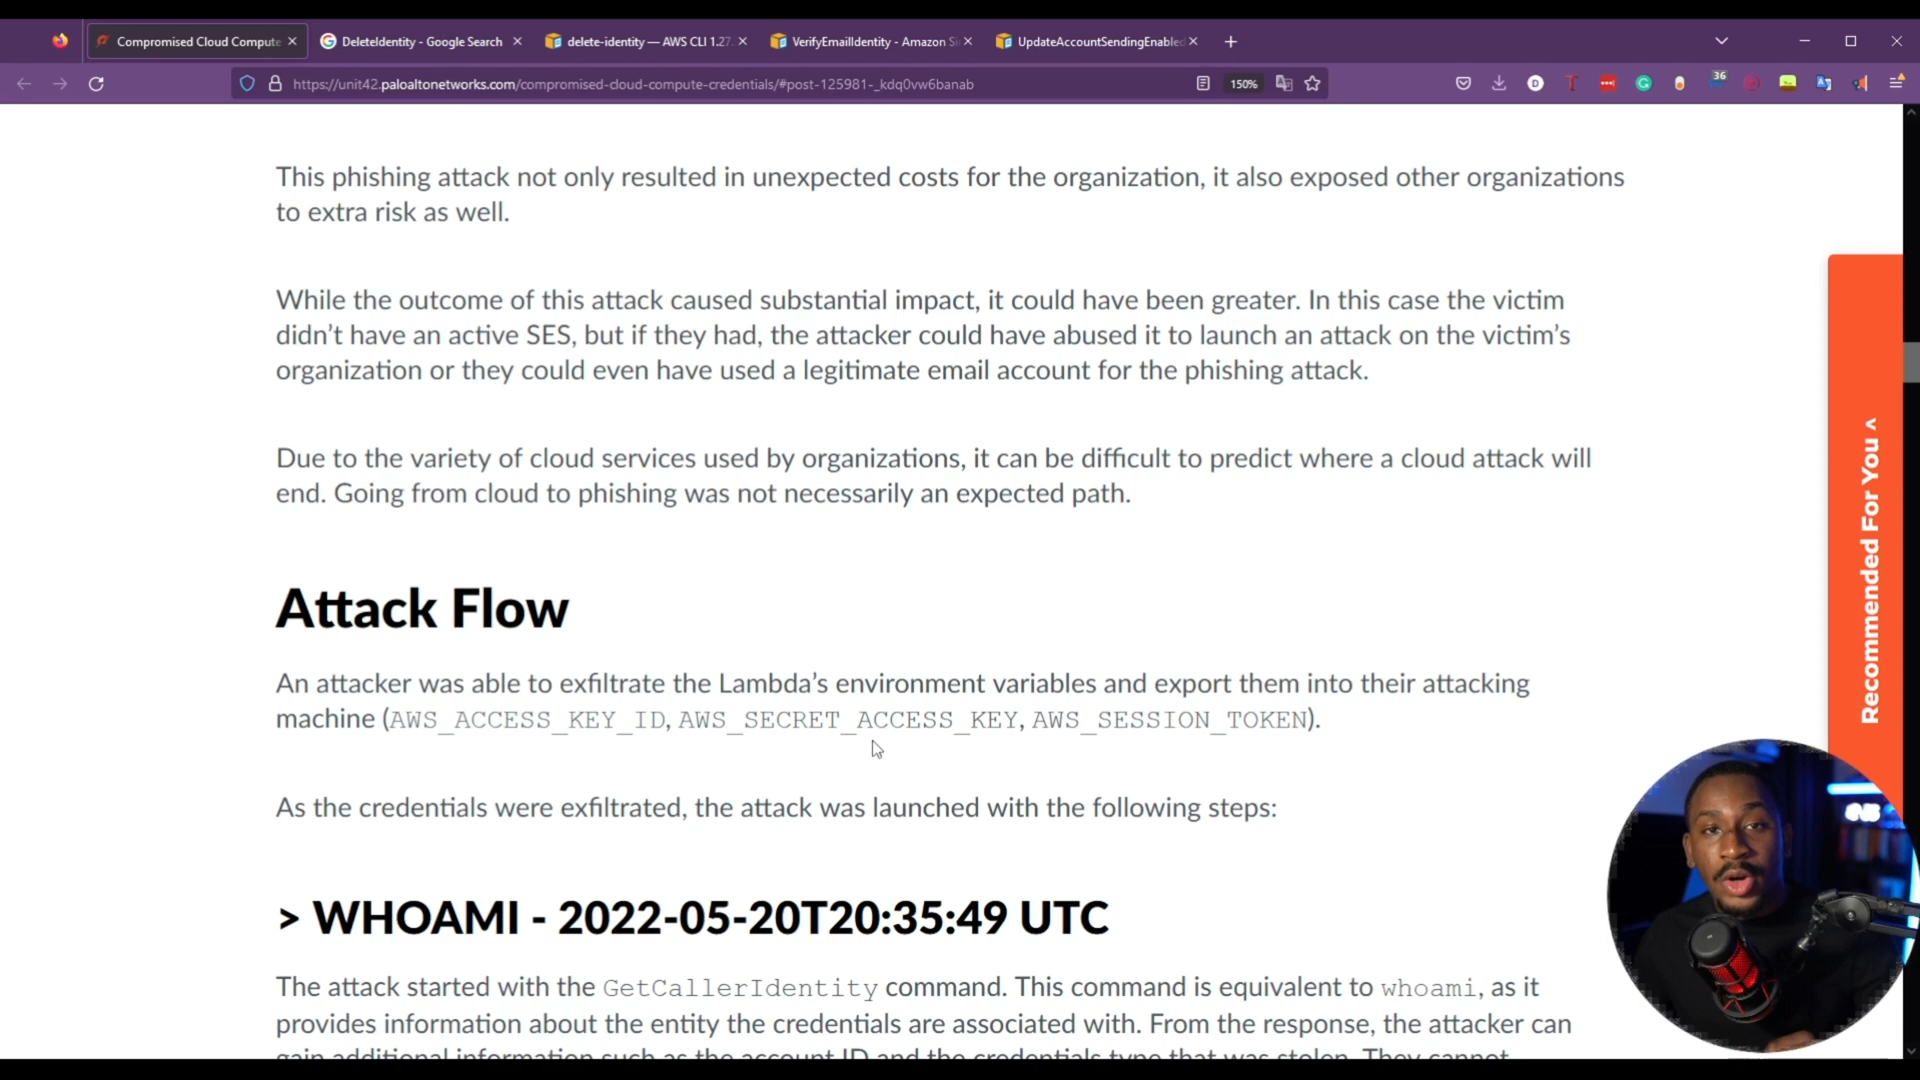 Compromised Cloud Compute
DeleteIdentity - Google Search
delete-identity — AWS CLI 1.27.
VerifyEmailIdentity - Amazon Si
UpdateAccountSendingEnabled
https://unit42.paloaltonetworks.com/compromised-cloud-compute-credentials/#post-125981-_kdq0vw6banab
150%
36
This phishing attack not only resulted in unexpected costs for the organization, it also exposed other organizations
to extra risk as well.
While the outcome of this attack caused substantial impact, it could have been greater. In this case the victim
didn’t have an active SES, but if they had, the attacker could have abused it to launch an attack on the victim’s
organization or they could even have used a legitimate email account for the phishing attack.
Due to the variety of cloud services used by organizations, it can be difficult to predict where a cloud attack will
end. Going from cloud to phishing was not necessarily an expected path.
Recommended For You ^
Attack Flow
An attacker was able to exfiltrate the Lambda’s environment variables and export them into their attacking
machine (AWS_ACCESS_KEY_ID, AWS_SECRET_ACCESS_KEY, AWS_SESSION_TOKEN).
As the credentials were exfiltrated, the attack was launched with the following steps:
> WHOAMI - 2022-05-20T20:35:49 UTC
The attack started with the GetCallerIdentity command. This command is equivalent to whoami, as it
provides information about the entity the credentials are associated with. From the response, the attacker can
gain additional information such as the account ID and the credentials type that was stolen. They cannot